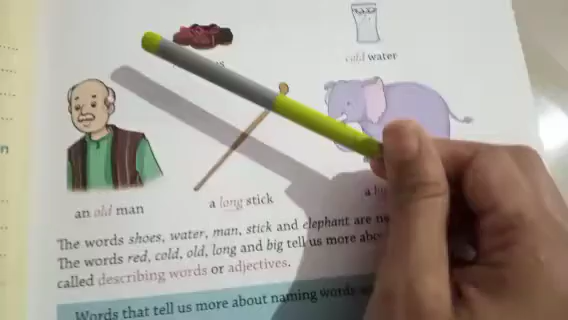 cold water
an old man
a long stick
a
The words shoes, water, man, stick and elephant are
The words red, cold, old, long and big tell us more
called describing words or adjectives.
Words that tell us more about naming words